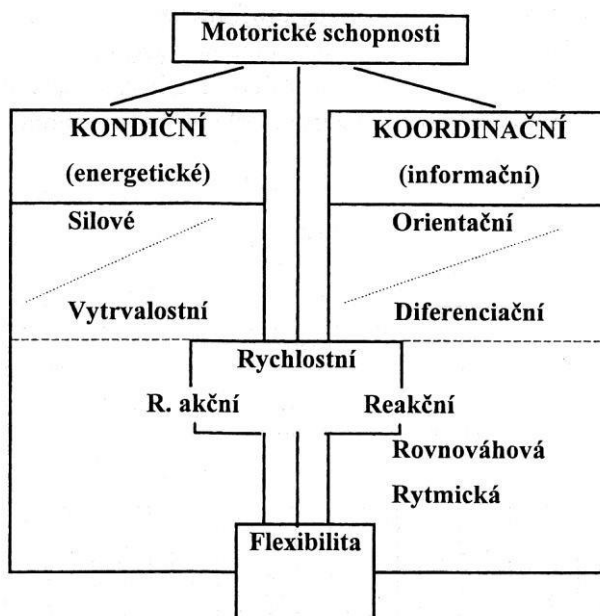 Motorické schopnosti
KONDIČNÍ
(energetické)
KOORDINAČNÍ
(informační)
Silové
Orientační
Vytrvalostní
Diferenciační
Rychlostní
R. akční
Reakční
Rovnováhová
Rytmická
Flexibilita